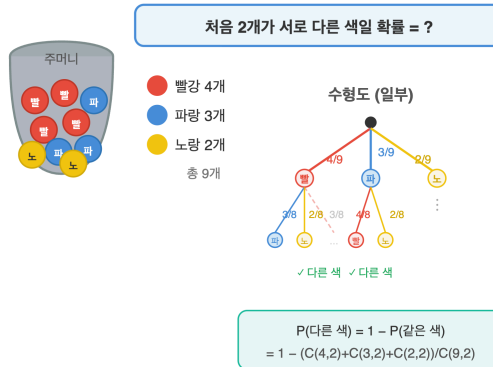 처음 2개가 서로 다른 색일 확률 = ?
주머니
빨
빨
파
빨
빨
노
파
파
노
빨강 4개
파랑 3개
노랑 2개
총 9개
수형도 (일부)
4/9
3/9
2/9
빨
파
노
3/8
2/8
3/8
4/8
2/8
⋮
파
노
...
빨
노
✓ 다른 색
✓ 다른 색
P(다른 색) = 1 − P(같은 색)
= 1 − (C(4,2)+C(3,2)+C(2,2))/C(9,2)